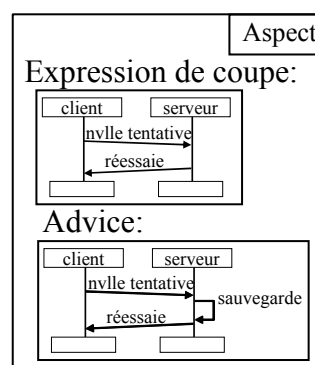 Aspect
Expression de coupe:
client serveur
nvlle tentative
réessaie
Advice:
client serveur
nvlle tentative
sauvegarde
réessaie